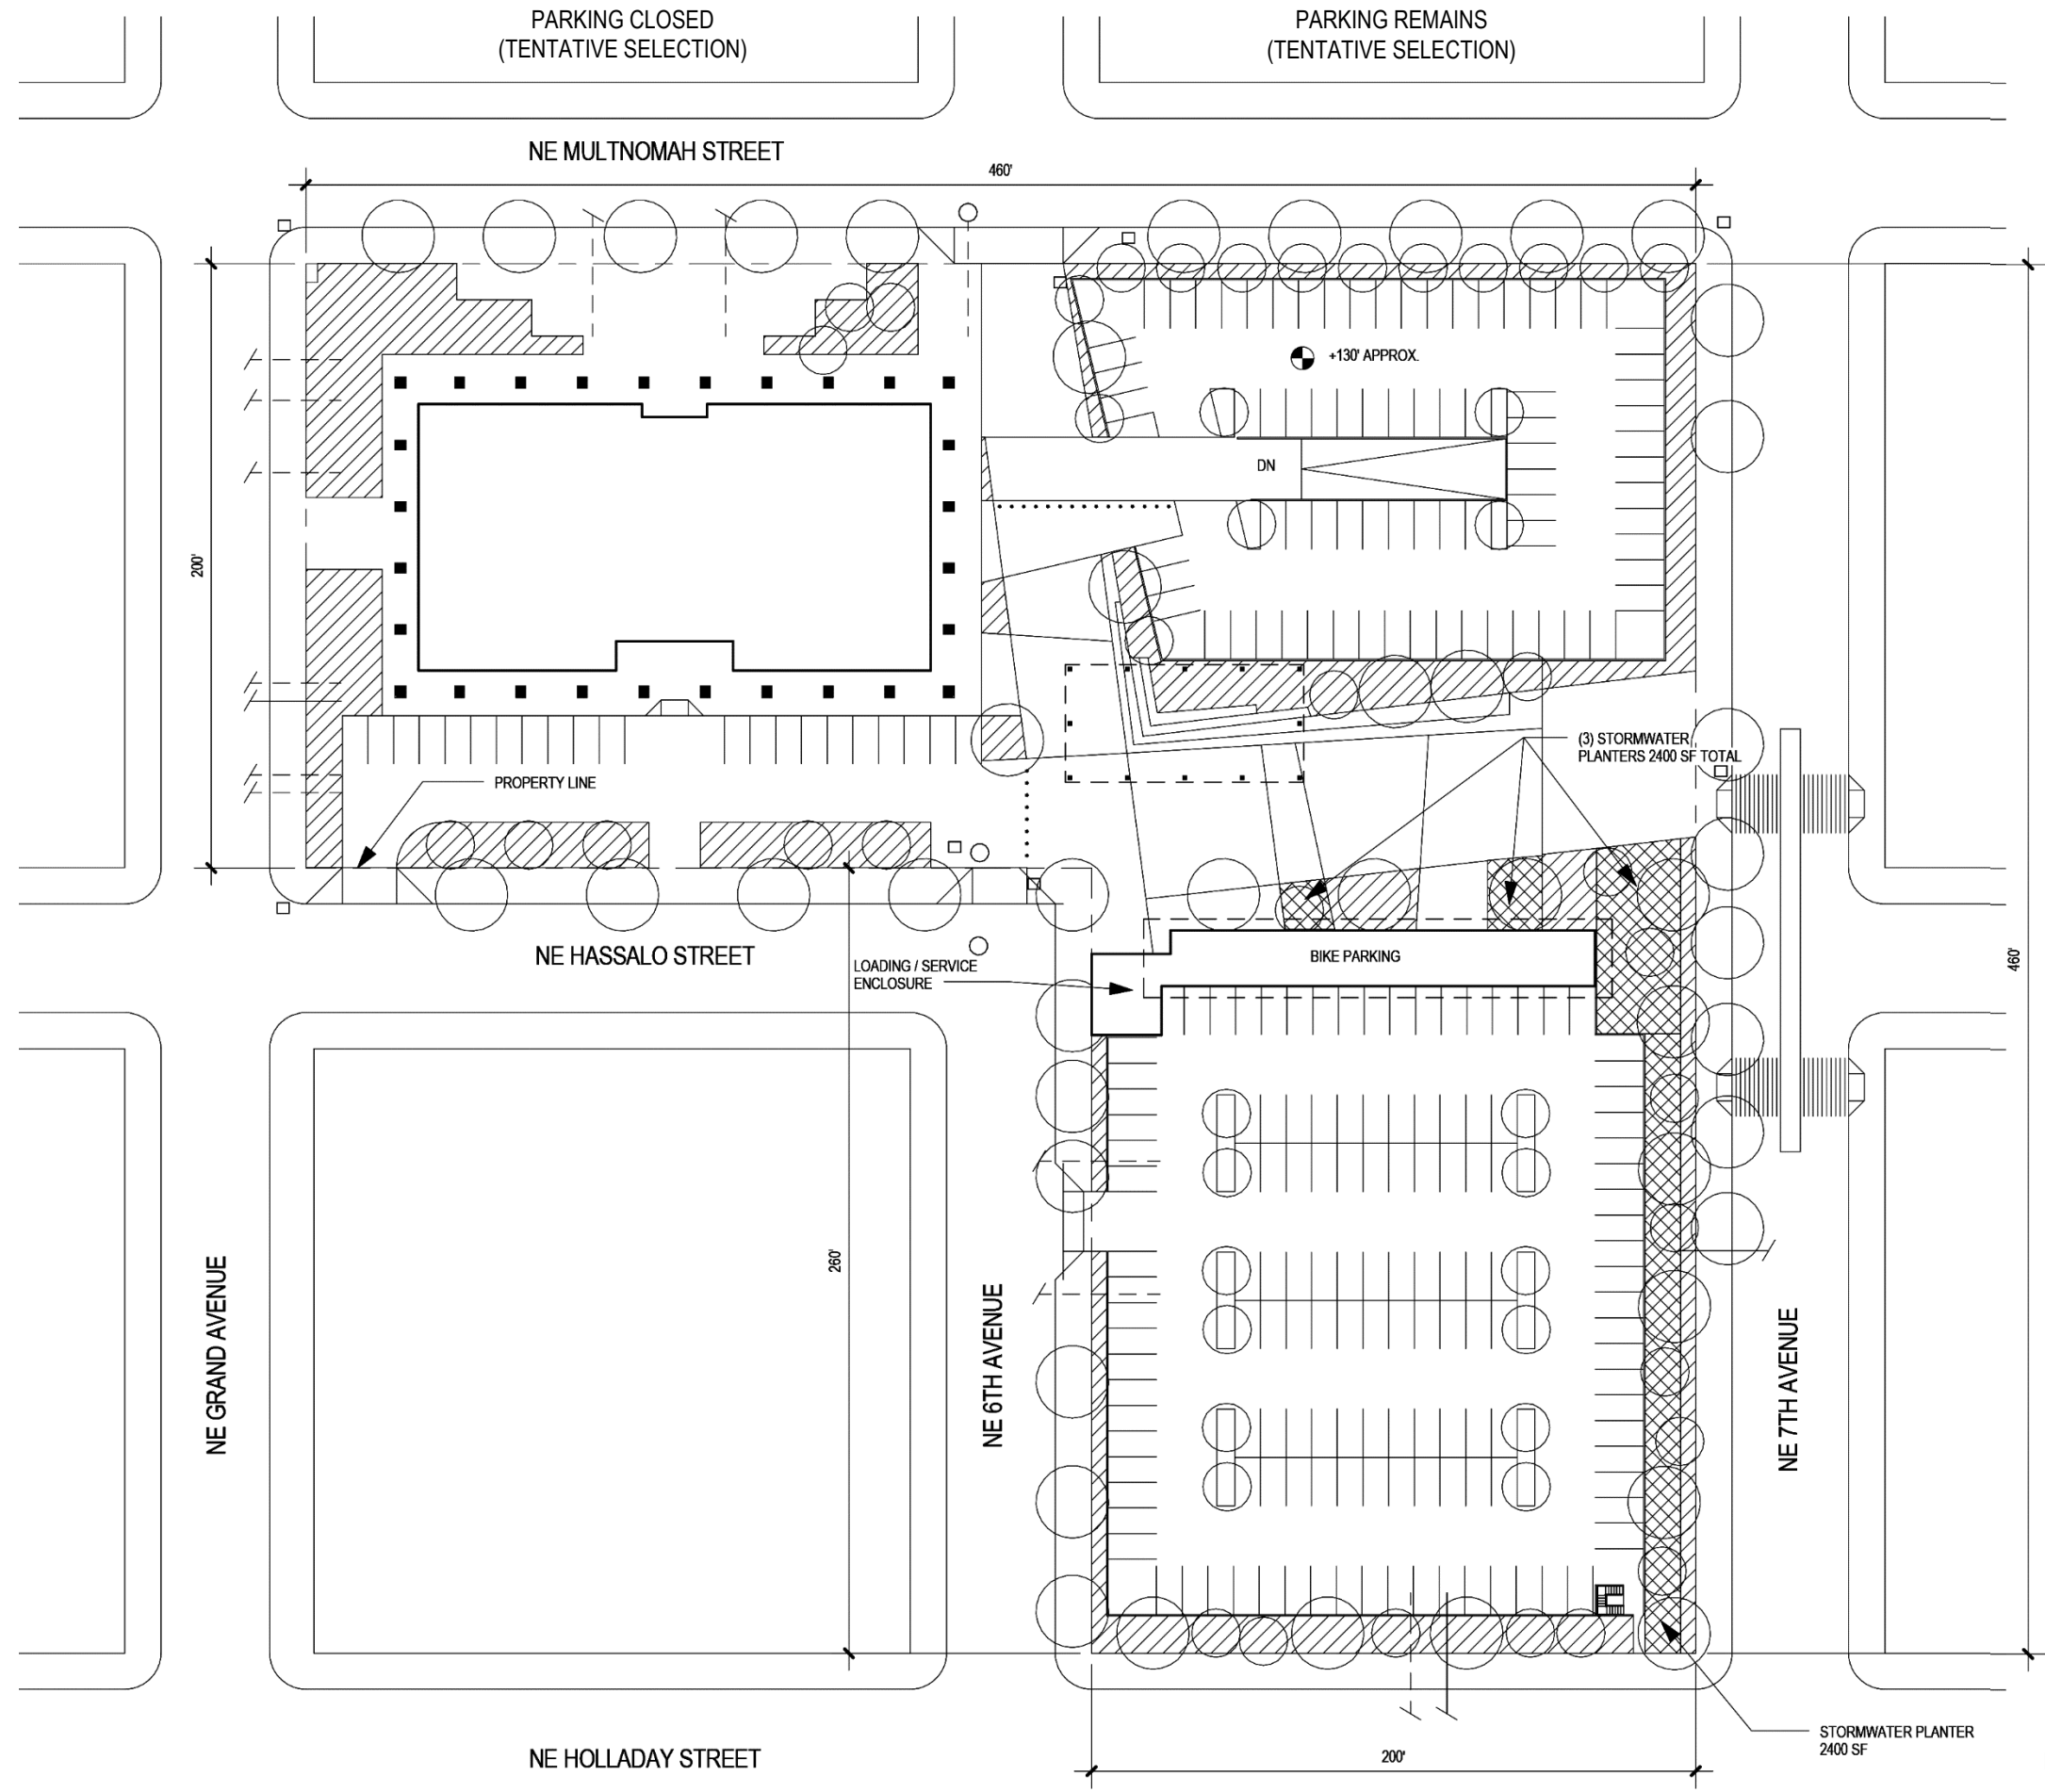 PARKING CLOSED
(TENTATIVE SELECTION)
PARKING REMAINS
(TENTATIVE SELECTION)
NE MULTNOMAH STREET
460'
+130' APPROX.
DN
200'
(3) STORMWATER
PLANTERS 2400 SF TOTAL
PROPERTY LINE
NE HASSALO STREET
LOADING / SERVICE
ENCLOSURE
BIKE PARKING
460'
260'
NE GRAND AVENUE
NE 6TH AVENUE
NE 7TH AVENUE
STORMWATER PLANTER
2400 SF
NE HOLLADAY STREET
200'